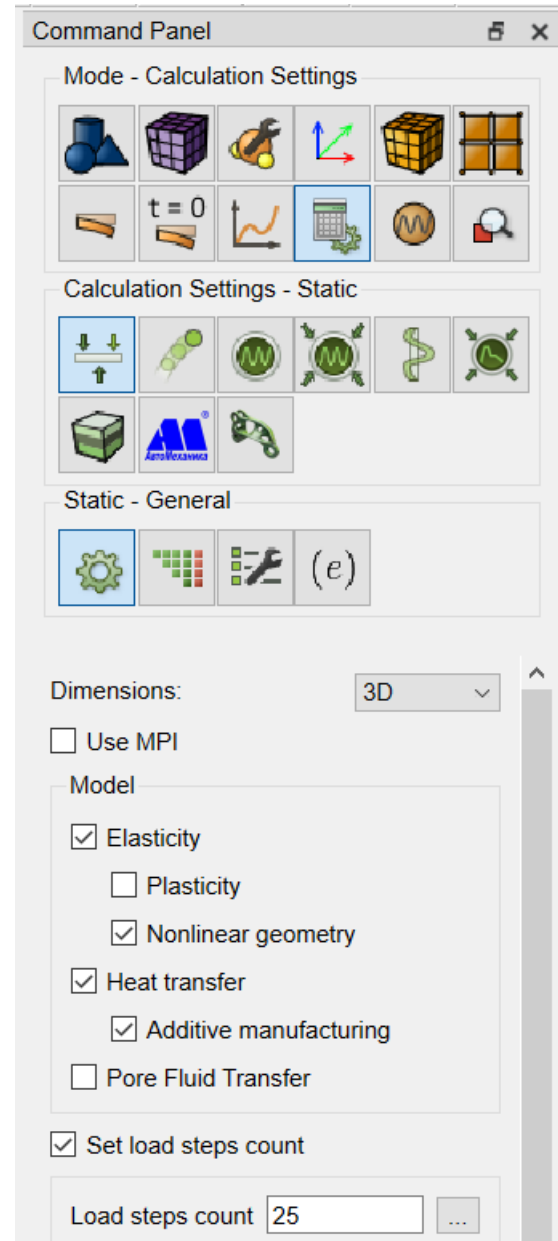 Command Panel
Mode - Calculation Settings
t = 0
Calculation Settings - Static
АвтоМеханика
®
Static - General
(e)
Dimensions: 3D
Use MPI
Model
Elasticity
Plasticity
Nonlinear geometry
Heat transfer
Additive manufacturing
Pore Fluid Transfer
Set load steps count
Load steps count 25 ...